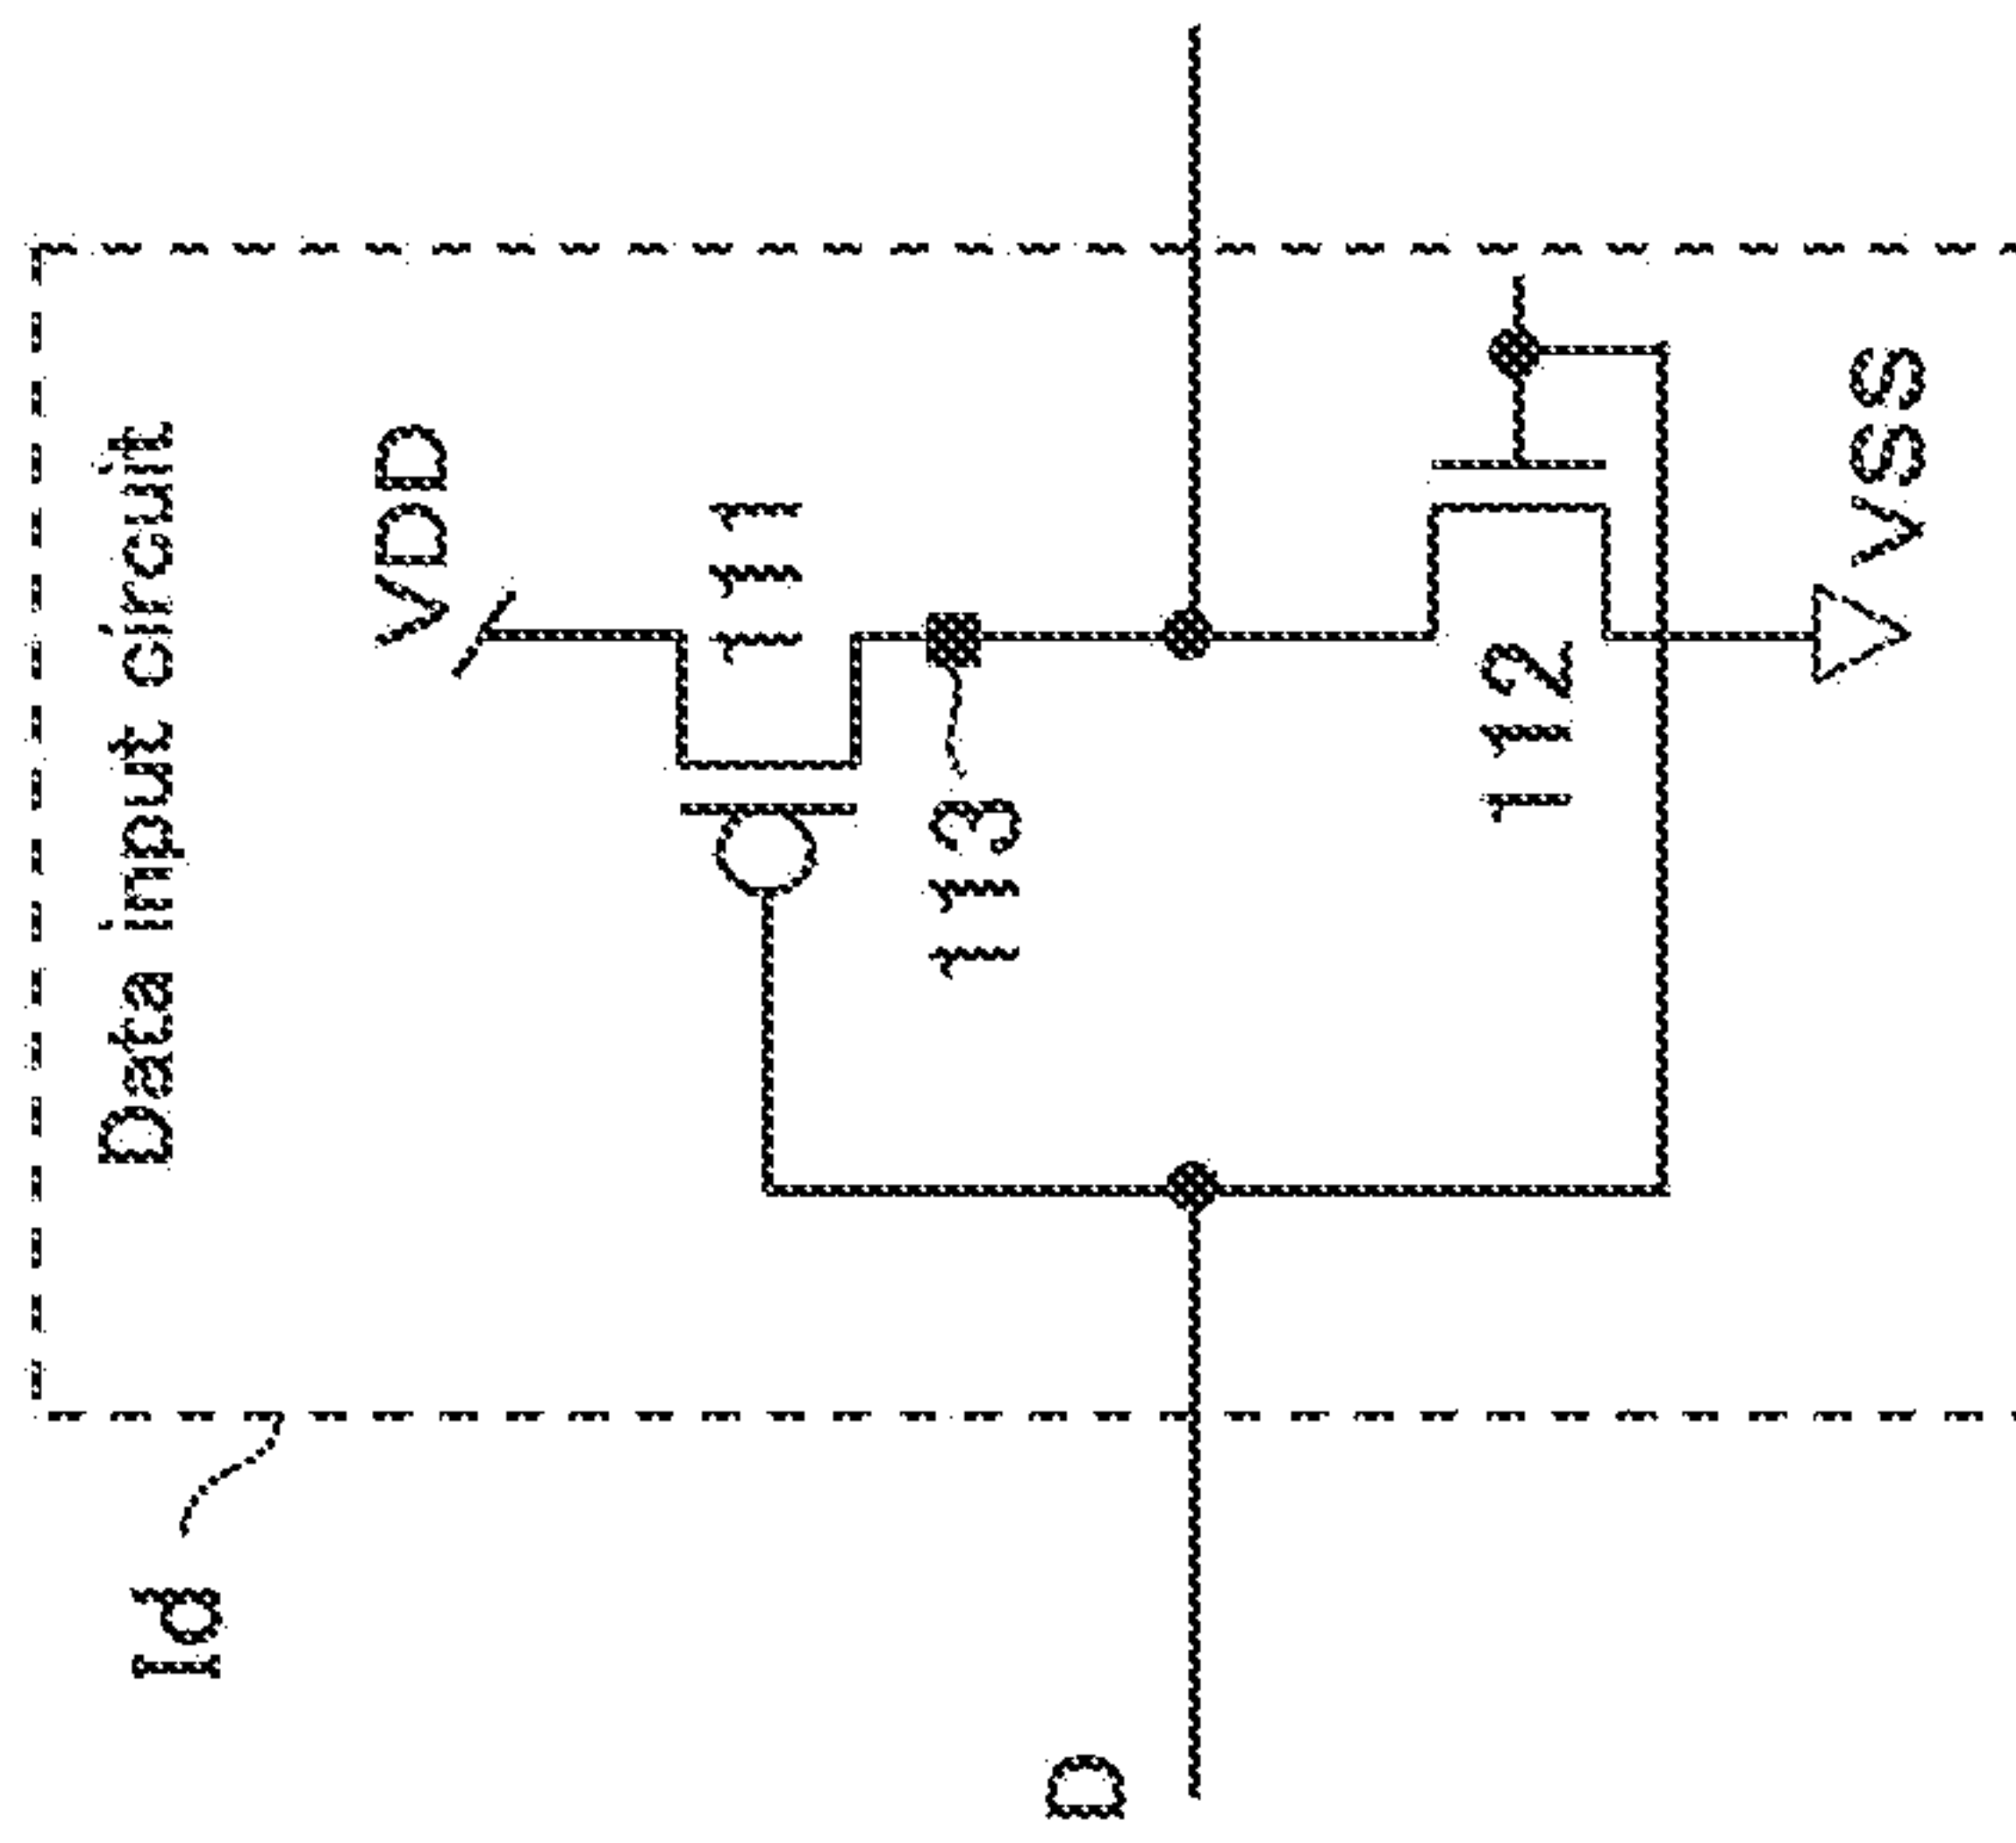 Data input circuit
Id
VDD
111
113
D
112
VSS